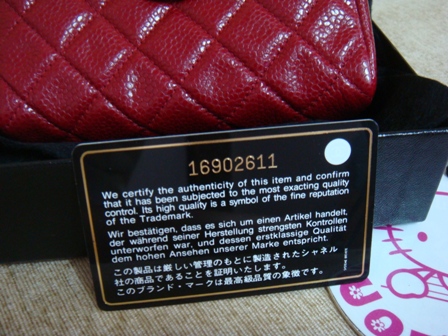 16902611
We certify the authenticity of this item and confirm
that it has been subjected to the most exacting quality
control. Its high quality is a symbol of the fine reputation
of the Trademark.
Wir bestätigen, dass es sich um einen Artikel handelt,
der während seiner Herstellung strengsten Kontrollen
unterworfen war, und dessen erstklassige Qualität
dem hohen Ansehen unserer Marke entspricht.
この製品は厳しい管理のもとに製造されたシャネル
社の商品であることを証明いたします。
このブランド・マークは最高級品質の象徴です。